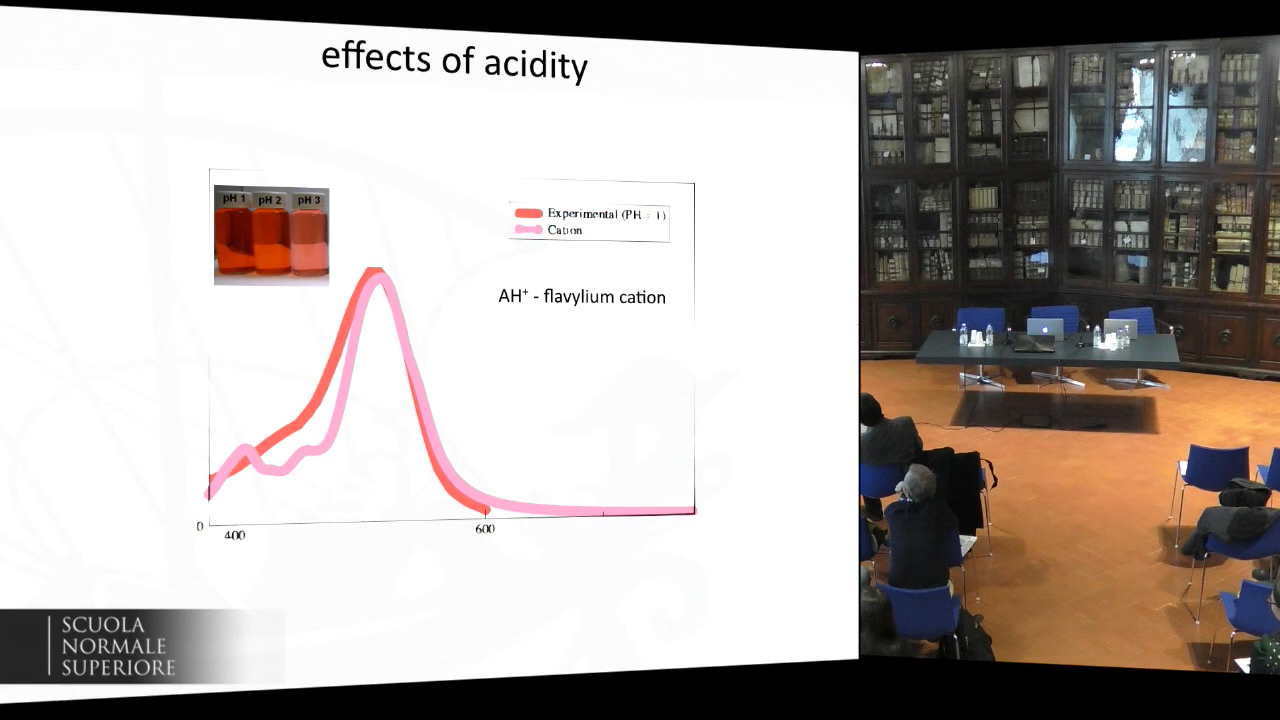 effects of acidity
pH 1 pH 2 pH 3
Experimental (PH = 1)
Cation
AH⁺ - flavylium cation
0
400
600
SCUOLA
NORMALE
SUPERIORE